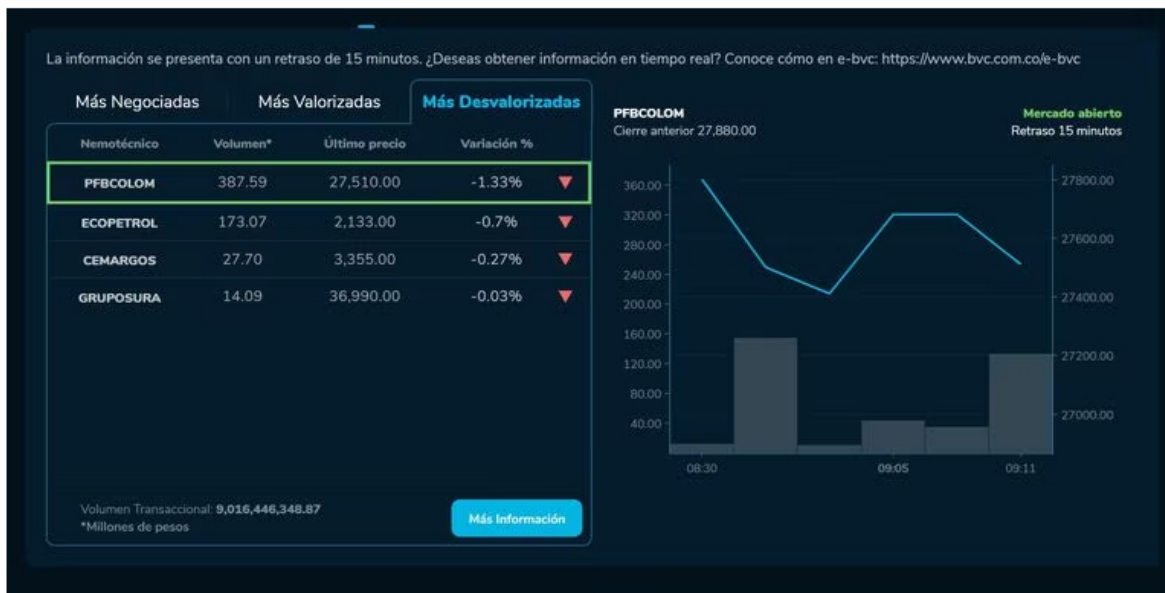 La información se presenta con un retraso de 15 minutos. ¿Deseas obtener información en tiempo real? Conoce cómo en e-bvc: https://www.bvc.com.co/e-bvc
Más Negociadas Más Valorizadas Más Desvalorizadas
Nemotécnico Volumen* Último precio Variación %
PFBCOLOM 387.59 27,510.00 -1.33% ▼
ECOPETROL 173.07 2,133.00 -0.7% ▼
CEMARGOS 27.70 3,355.00 -0.27% ▼
GRUPOSURA 14.09 36,990.00 -0.03% ▼
Volumen Transaccional: 9,016,446,348.87
*Millones de pesos
Más Información
PFBCOLOM Mercado abierto
Cierre anterior 27,880.00 Retraso 15 minutos
360.00 27800.00
320.00
280.00 27600.00
240.00
200.00 27400.00
160.00
120.00 27200.00
80.00
40.00 27000.00
08:30 09:05 09:11